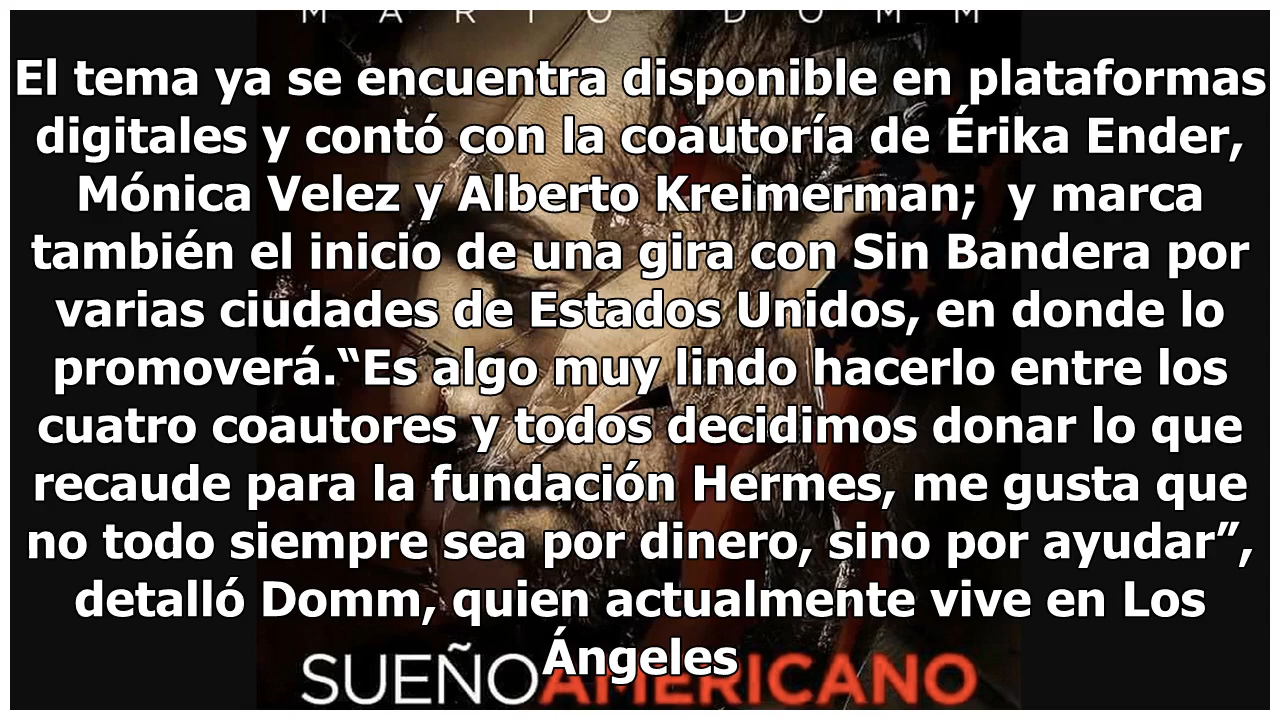 MARIO DOMM
El tema ya se encuentra disponible en plataformas
digitales y contó con la coautoría de Érika Ender,
Mónica Velez y Alberto Kreimerman;  y marca
también el inicio de una gira con Sin Bandera por
varias ciudades de Estados Unidos, en donde lo
promoverá.“Es algo muy lindo hacerlo entre los
cuatro coautores y todos decidimos donar lo que
recaude para la fundación Hermes, me gusta que
no todo siempre sea por dinero, sino por ayudar”,
detalló Domm, quien actualmente vive en Los
Ángeles
SUEÑOAMERICANO